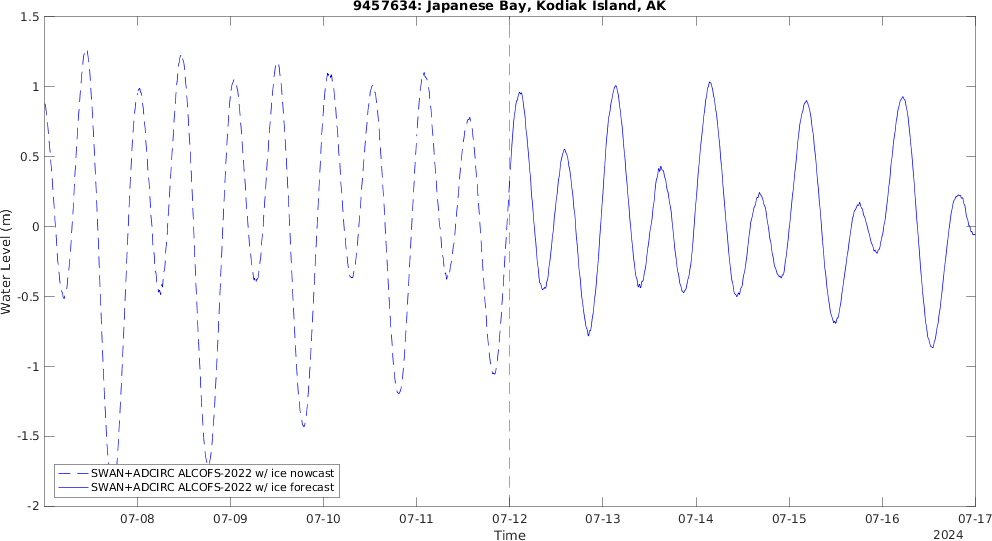 9457634: Japanese Bay, Kodiak Island, AK
1.5
1
0.5
0
-0.5
-1
-1.5
-2
Water Level (m)
SWAN+ADCIRC ALCOFS-2022 w/ ice nowcast
SWAN+ADCIRC ALCOFS-2022 w/ ice forecast
07-08 07-09 07-10 07-11 07-12 07-13 07-14 07-15 07-16 07-17
Time
2024